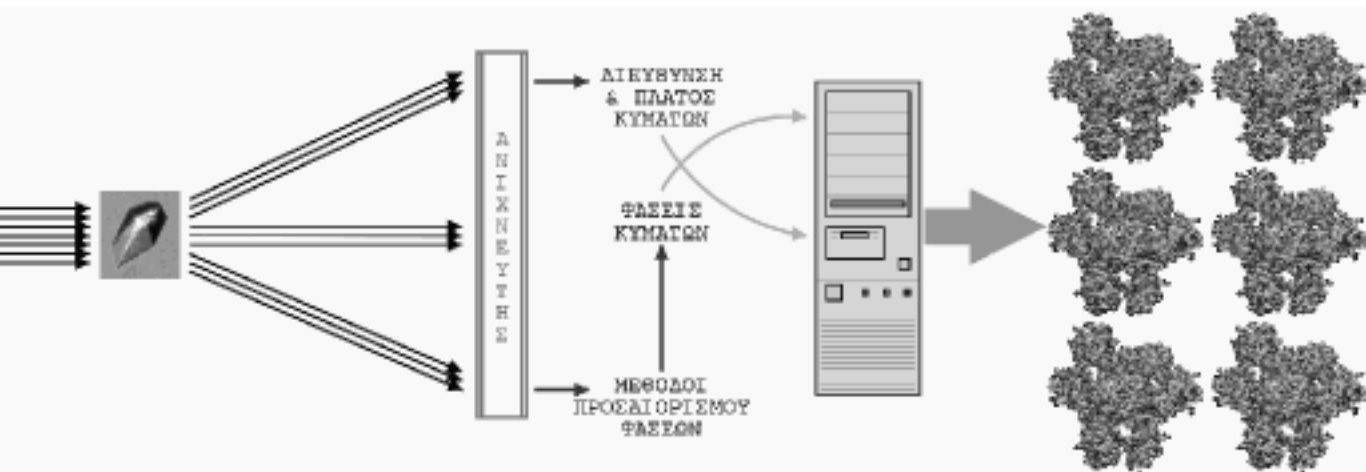 ΑΝΙΧΝΕΥΤΗΣ
ΔΙΕΥΘΥΝΣΗ
& ΠΛΑΤΟΣ
ΚΥΜΑΤΩΝ
ΦΑΣΕΙΣ
ΚΥΜΑΤΩΝ
ΜΕΘΟΔΟΙ
ΠΡΟΣΔΙΟΡΙΣΜΟΥ
ΦΑΣΕΩΝ